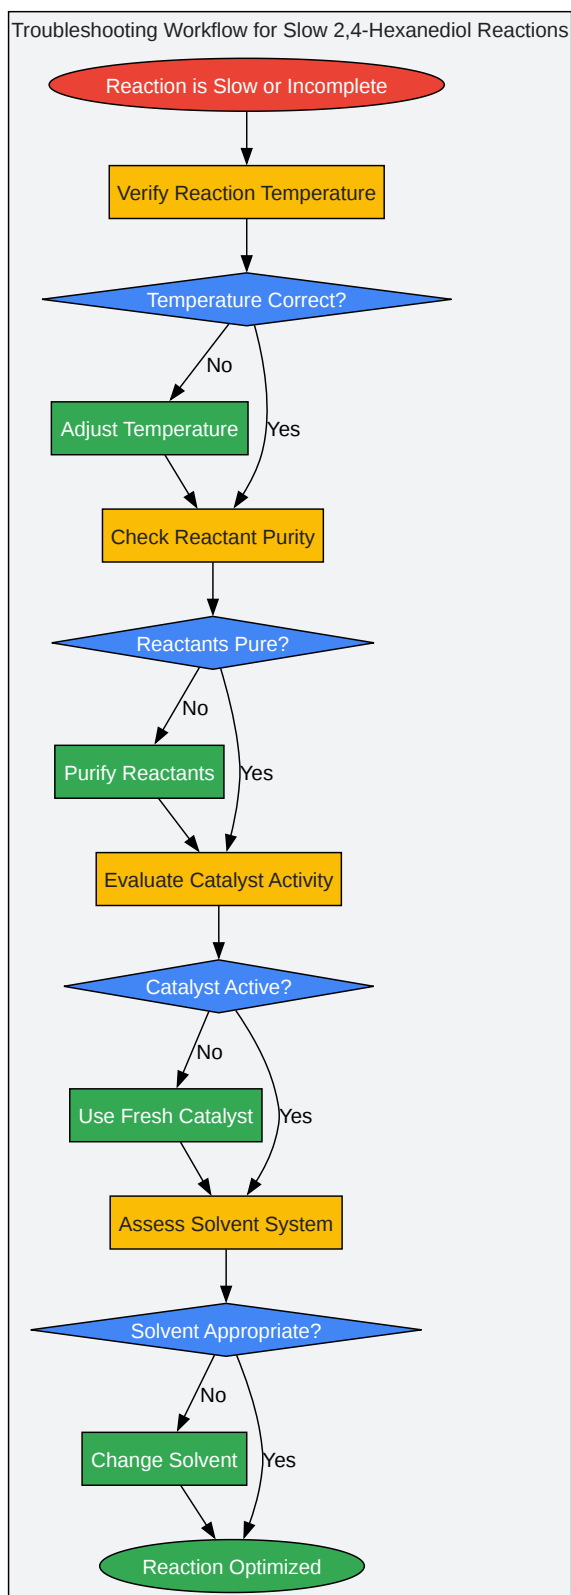 Troubleshooting Workflow for Slow 2,4-Hexanediol Reactions
Reaction is Slow or Incomplete
Verify Reaction Temperature
Temperature Correct?
No
Adjust Temperature
Yes
Check Reactant Purity
Reactants Pure?
No
Purify Reactants
Yes
Evaluate Catalyst Activity
Catalyst Active?
No
Use Fresh Catalyst
Yes
Assess Solvent System
Solvent Appropriate?
No
Change Solvent
Yes
Reaction Optimized